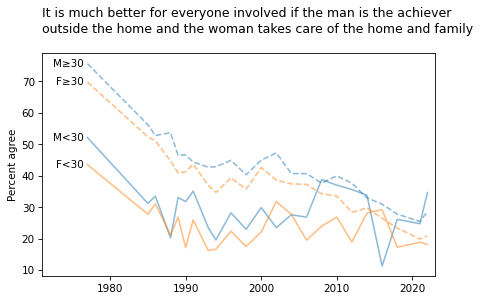 It is much better for everyone involved if the man is the achiever
outside the home and the woman takes care of the home and family
Percent agree
70
60
50
40
30
20
10
M≥30
F≥30
M<30
F<30
1980
1990
2000
2010
2020